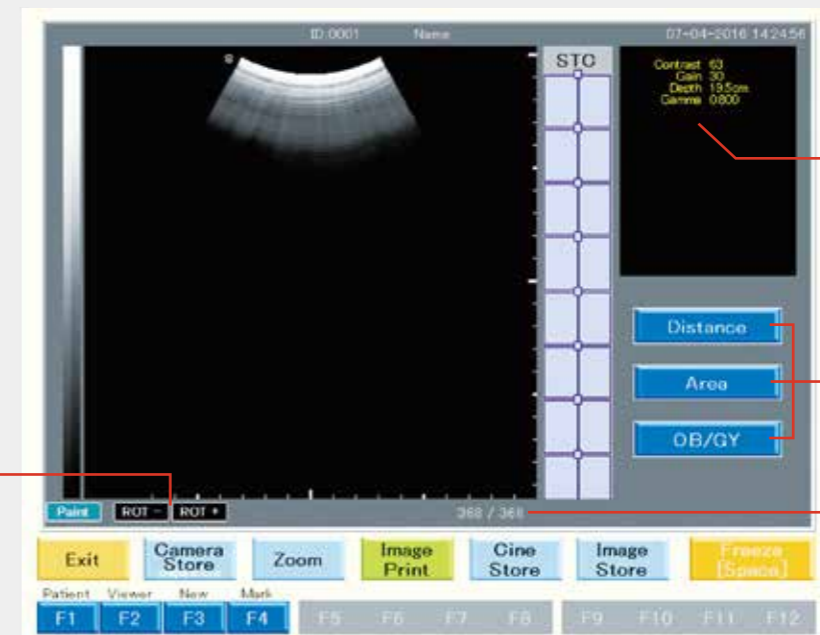 ID:0001 Name 07-04-2016 14:24:56
S
STC
Contrast 63
Gain 30
Depth 19.5cm
Gamma 0.800
Distance
Area
OB/GY
Paint ROT - ROT + 368 / 368
Exit
Camera Store
Zoom
Image Print
Cine Store
Image Store
Freeze [Space]
Patient Viewer New Mark
F1 F2 F3 F4 F5 F6 F7 F8 F9 F10 F11 F12